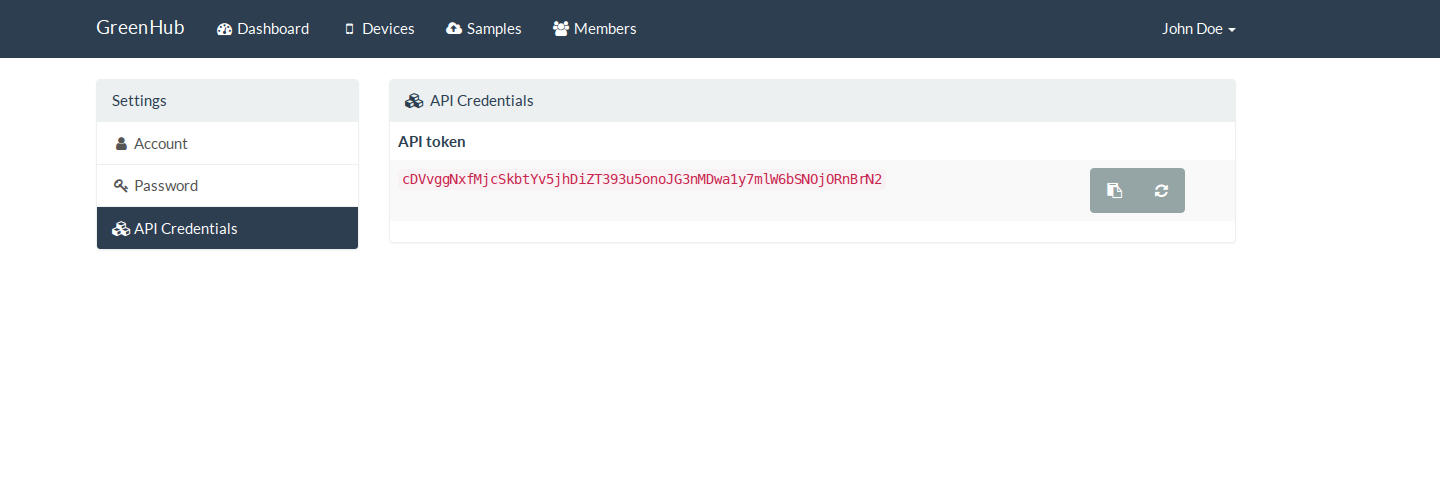 GreenHub Dashboard Devices Samples Members John Doe
Settings
Account
Password
API Credentials
API Credentials
API token
cDVvggNxfMjcSkbtYv5jhDiZT393u5onoJG3nMDwa1y7mlW6bSNOjORnBrN2